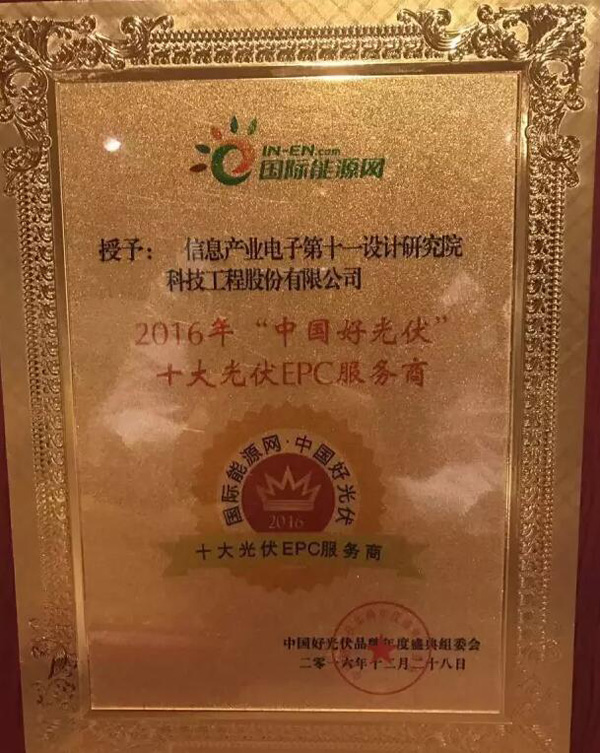 IN-EN.com
国际能源网
授予： 信息产业电子第十一设计研究院
科技工程股份有限公司
2016年“中国好光伏”
十大光伏EPC服务商
国际能源网·中国好光伏
2016
十大光伏EPC服务商
中国好光伏品牌年度盛典组委会
二零一六年十二月二十八日